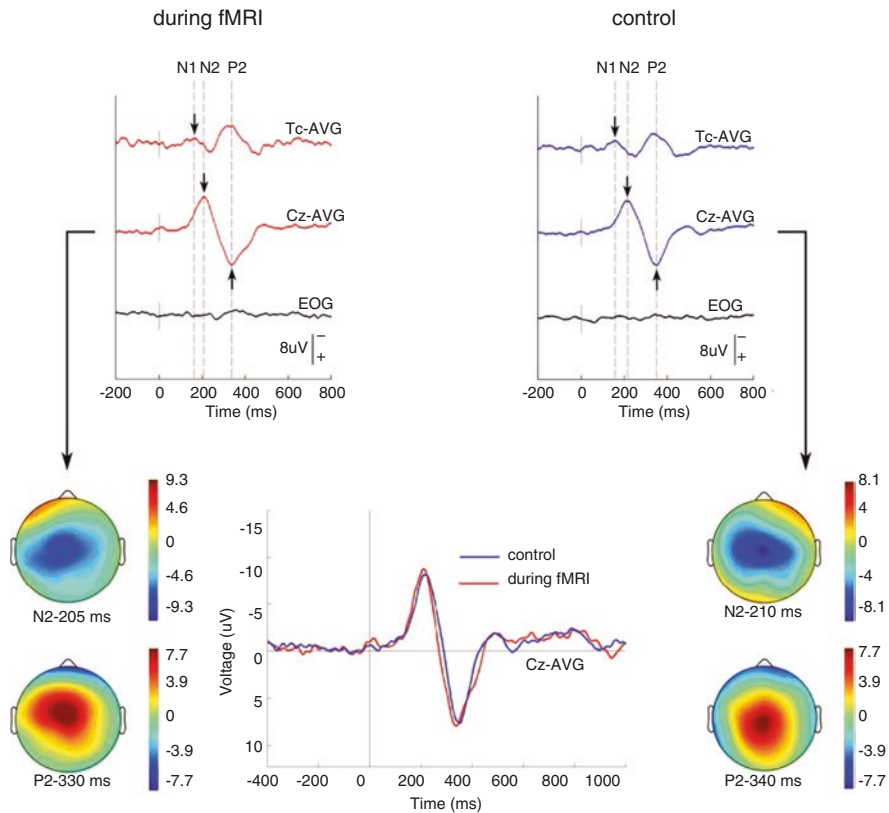 during fMRI
N1 N2 P2
Tc-AVG
Cz-AVG
EOG
8uV
−
+
-200 0 200 400 600 800
Time (ms)
control
N1 N2 P2
Tc-AVG
Cz-AVG
EOG
8uV
−
+
-200 0 200 400 600 800
Time (ms)
9.3
4.6
0
-4.6
-9.3
N2-205 ms
7.7
3.9
0
-3.9
-7.7
P2-330 ms
Voltage (uV)
-15
-10
-5
0
5
10
control
during fMRI
Cz-AVG
-400 -200 0 200 400 600 800 1000
Time (ms)
8.1
4
0
-4
-8.1
N2-210 ms
7.7
3.9
0
-3.9
-7.7
P2-340 ms